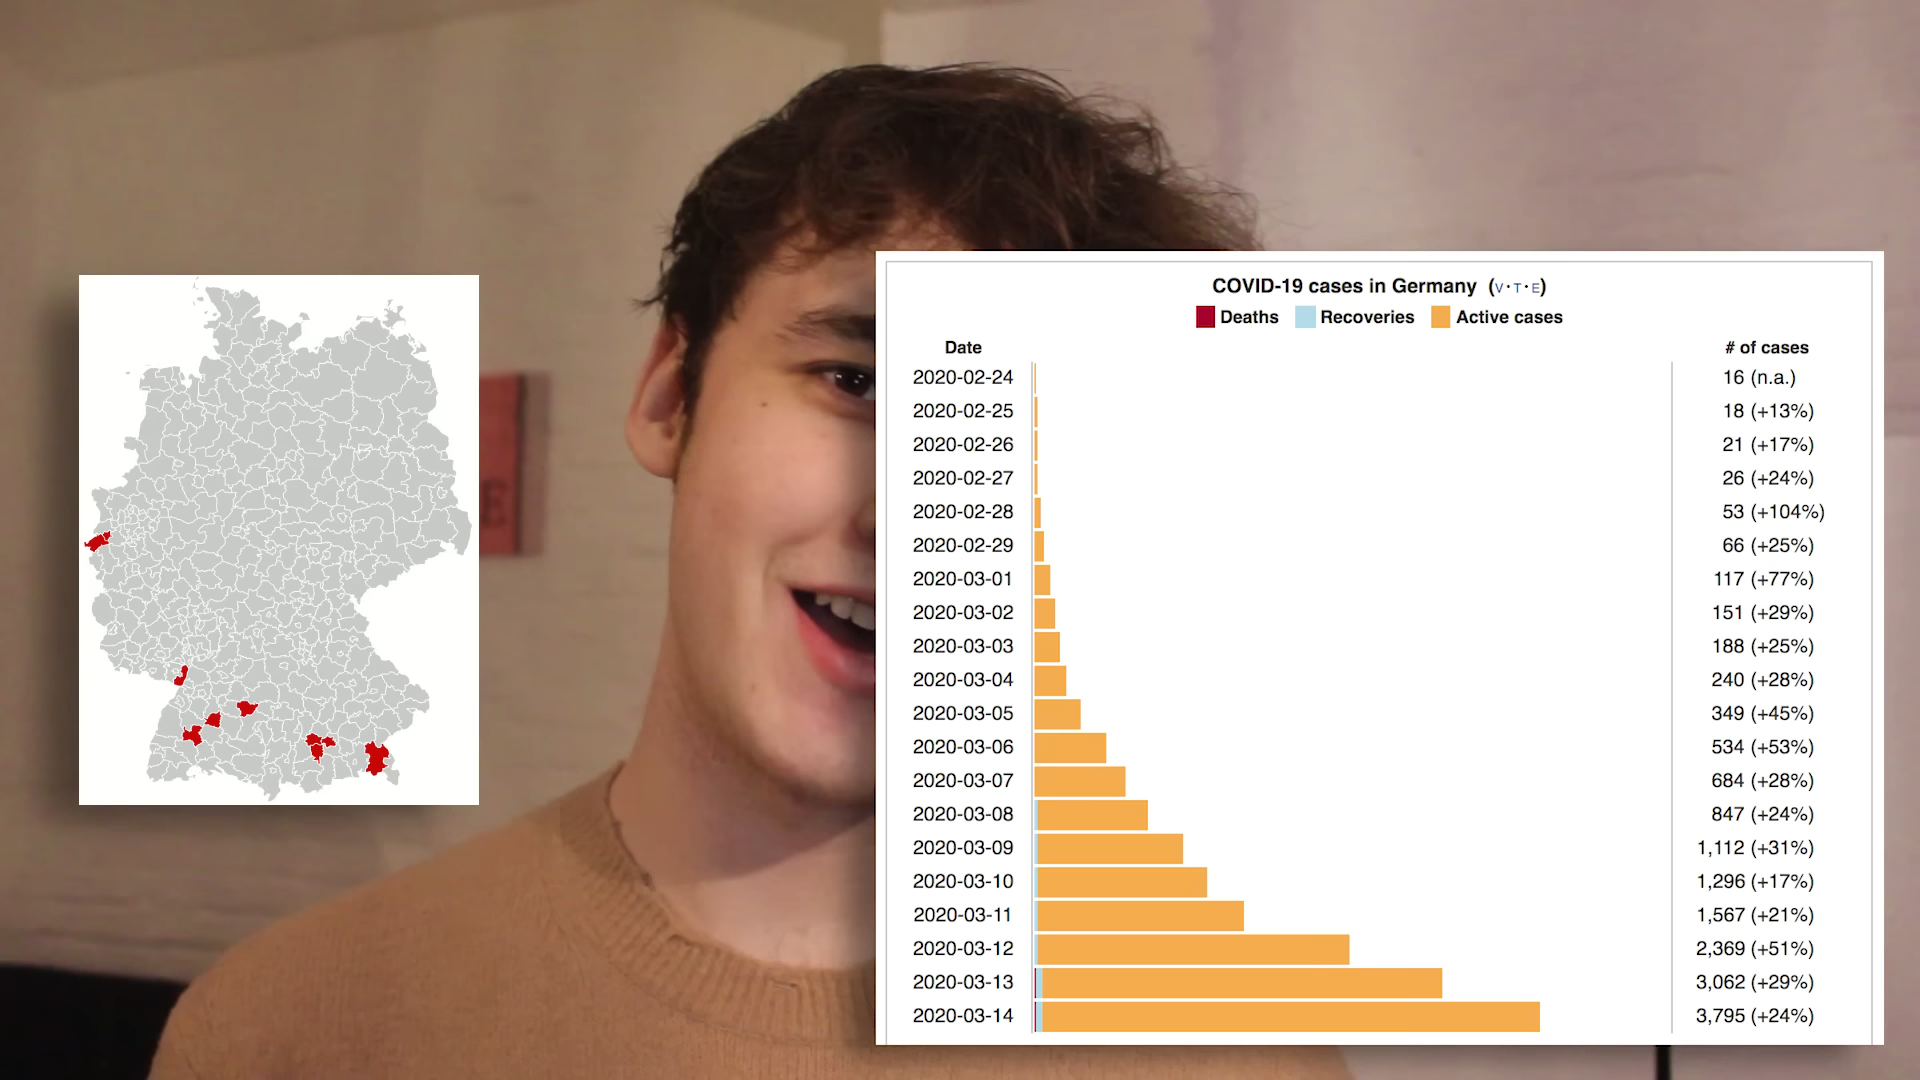 COVID-19 cases in Germany (V · T · E)
Deaths Recoveries Active cases
Date # of cases
2020-02-24 16 (n.a.)
2020-02-25 18 (+13%)
2020-02-26 21 (+17%)
2020-02-27 26 (+24%)
2020-02-28 53 (+104%)
2020-02-29 66 (+25%)
2020-03-01 117 (+77%)
2020-03-02 151 (+29%)
2020-03-03 188 (+25%)
2020-03-04 240 (+28%)
2020-03-05 349 (+45%)
2020-03-06 534 (+53%)
2020-03-07 684 (+28%)
2020-03-08 847 (+24%)
2020-03-09 1,112 (+31%)
2020-03-10 1,296 (+17%)
2020-03-11 1,567 (+21%)
2020-03-12 2,369 (+51%)
2020-03-13 3,062 (+29%)
2020-03-14 3,795 (+24%)
E